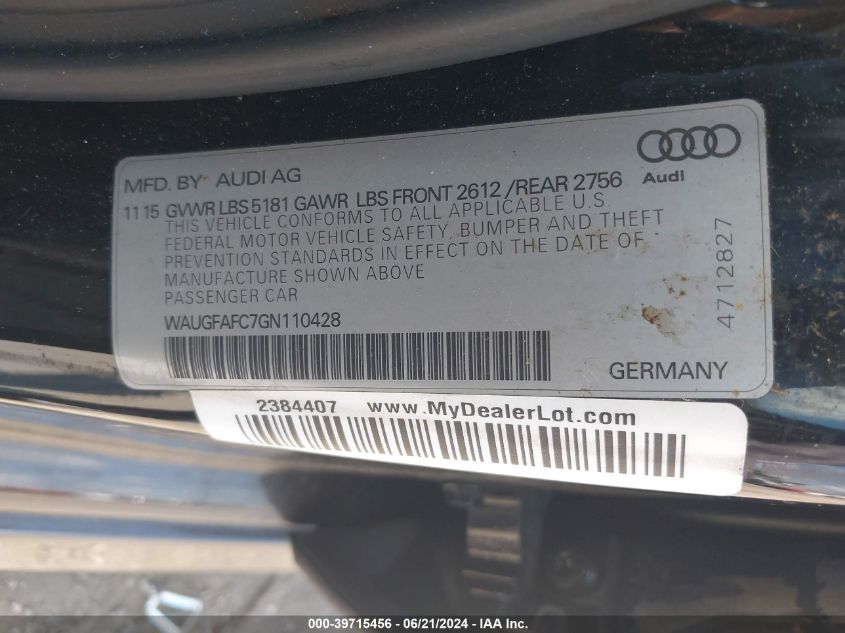 MFD. BY AUDI AG
Audi
11 15 GVWR LBS 5181 GAWR LBS FRONT 2612 /REAR 2756
THIS VEHICLE CONFORMS TO ALL APPLICABLE U.S.
FEDERAL MOTOR VEHICLE SAFETY, BUMPER AND THEFT
PREVENTION STANDARDS IN EFFECT ON THE DATE OF
MANUFACTURE SHOWN ABOVE
PASSENGER CAR
WAUGFAFC7GN110428
4712827
GERMANY
2384407 www.MyDealerLot.com
000-39715456 - 06/21/2024 - IAAI, Inc.